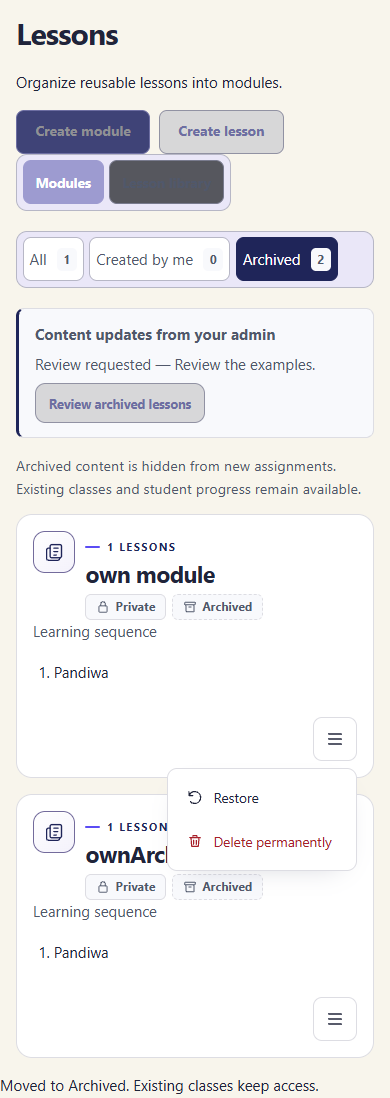 Lessons
Organize reusable lessons into modules.
Create module Create lesson
Modules
All 1 Created by me 0 Archived 2
Content updates from your admin
Review requested — Review the examples.
Review archived lessons
Archived content is hidden from new assignments.
Existing classes and student progress remain available.
1 LESSONS
own module
Private Archived
Learning sequence
1. Pandiwa
Restore
Delete permanently
1 LESSON
ownArc
Private Archived
Learning sequence
1. Pandiwa
Moved to Archived. Existing classes keep access.